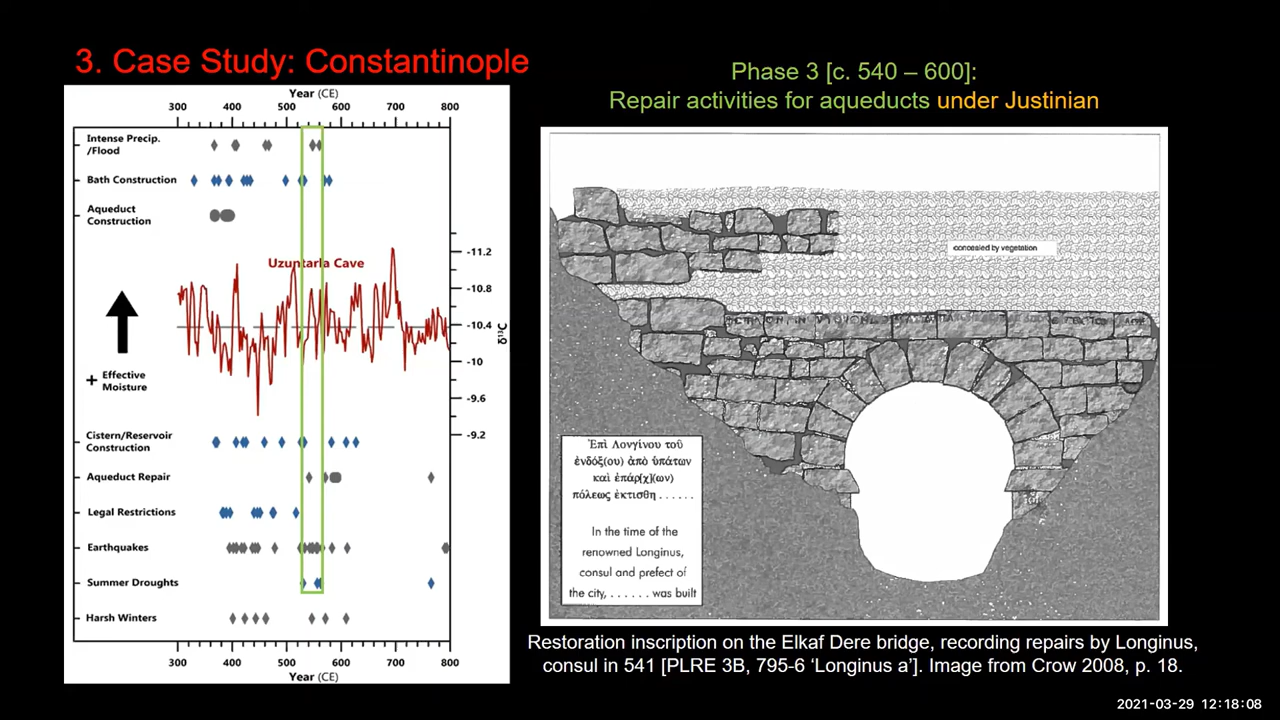 3. Case Study: Constantinople
Year (CE)
300 400 500 600 700 800
Intense Precip.
/Flood
Bath Construction
Aqueduct
Construction
-11.2
Uzuntarla Cave
-10.8
-10.4
δ¹³C
-10
+ Effective
Moisture
-9.6
-9.2
Cistern/Reservoir
Construction
Aqueduct Repair
Legal Restrictions
Earthquakes
Summer Droughts
Harsh Winters
300 400 500 600 700 800
Year (CE)
Phase 3 [c. 540 – 600]:
Repair activities for aqueducts under Justinian
concealed by vegetation
Ἐπὶ Λονγίνου τοῦ
ἐνδόξ(ου) ἀπὸ ὑπάτων
καὶ ἐπάρ[χ](ων)
πόλεως ἐκτισθη . . . . . .
In the time of the
renowned Longinus,
consul and prefect of
the city, . . . . . . was built
Restoration inscription on the Elkaf Dere bridge, recording repairs by Longinus,
consul in 541 [PLRE 3B, 795-6 ‘Longinus a’]. Image from Crow 2008, p. 18.
2021-03-29 12:18:08